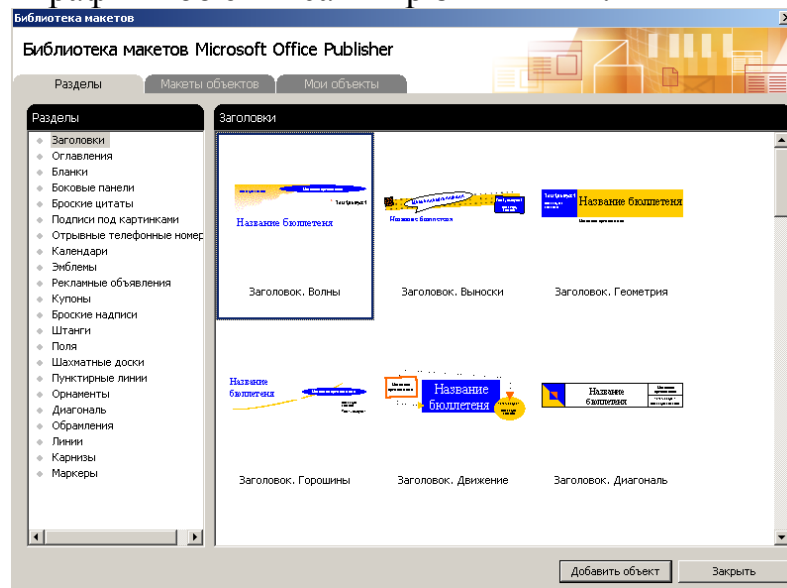 Библиотека макетов
Библиотека макетов Microsoft Office Publisher
Разделы
Макеты объектов
Мои объекты
Разделы
Заголовки
Оглавления
Бланки
Боковые панели
Броские цитаты
Подписи под картинками
Отрывные телефонные номер
Календари
Эмблемы
Рекламные объявления
Купоны
Броские надписи
Штанги
Поля
Шахматные доски
Пунктирные линии
Орнаменты
Диагональ
Обрамления
Линии
Карнизы
Маркеры
Заголовки
Название бюллетеня
Заголовок. Волны
Название бюллетеня
Заголовок. Выноски
Название бюллетеня
Заголовок. Геометрия
Название
бюллетеня
Заголовок. Горошины
Название
бюллетеня
Заголовок. Движение
Название
бюллетеня
Заголовок. Диагональ
Добавить объект
Закрыть